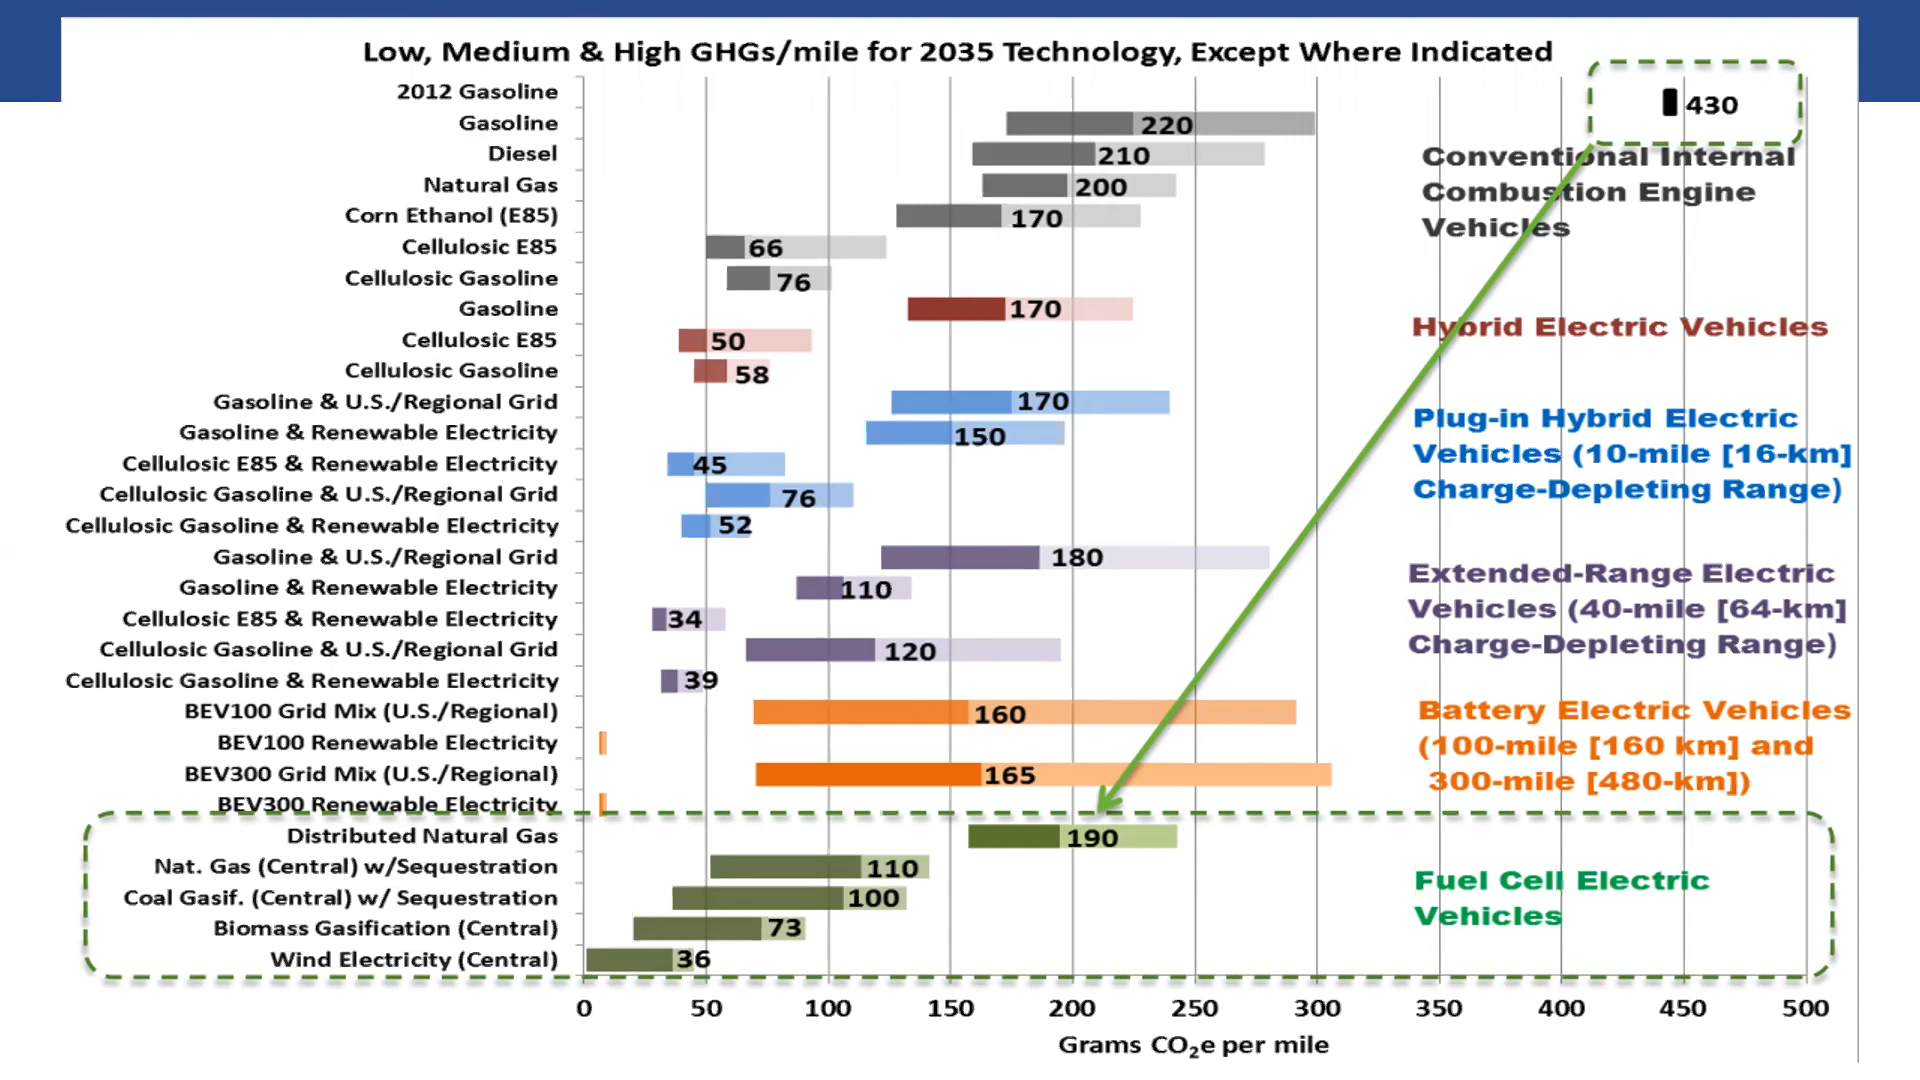 Low, Medium & High GHGs/mile for 2035 Technology, Except Where Indicated
2012 Gasoline
430
Gasoline
220
Diesel
210
Natural Gas
200
Corn Ethanol (E85)
170
Cellulosic E85
66
Cellulosic Gasoline
76
Conventional Internal
Combustion Engine
Vehicles
Gasoline
170
Cellulosic E85
50
Cellulosic Gasoline
58
Hybrid Electric Vehicles
Gasoline & U.S./Regional Grid
170
Gasoline & Renewable Electricity
150
Cellulosic E85 & Renewable Electricity
45
Cellulosic Gasoline & U.S./Regional Grid
76
Cellulosic Gasoline & Renewable Electricity
52
Plug-in Hybrid Electric
Vehicles (10-mile [16-km]
Charge-Depleting Range)
Gasoline & U.S./Regional Grid
180
Gasoline & Renewable Electricity
110
Cellulosic E85 & Renewable Electricity
34
Cellulosic Gasoline & U.S./Regional Grid
120
Cellulosic Gasoline & Renewable Electricity
39
Extended-Range Electric
Vehicles (40-mile [64-km]
Charge-Depleting Range)
BEV100 Grid Mix (U.S./Regional)
160
BEV100 Renewable Electricity
BEV300 Grid Mix (U.S./Regional)
165
BEV300 Renewable Electricity
Battery Electric Vehicles
(100-mile [160 km] and
300-mile [480-km])
Distributed Natural Gas
190
Nat. Gas (Central) w/Sequestration
110
Coal Gasif. (Central) w/ Sequestration
100
Biomass Gasification (Central)
73
Wind Electricity (Central)
36
Fuel Cell Electric
Vehicles
0 50 100 150 200 250 300 350 400 450 500
Grams CO₂e per mile